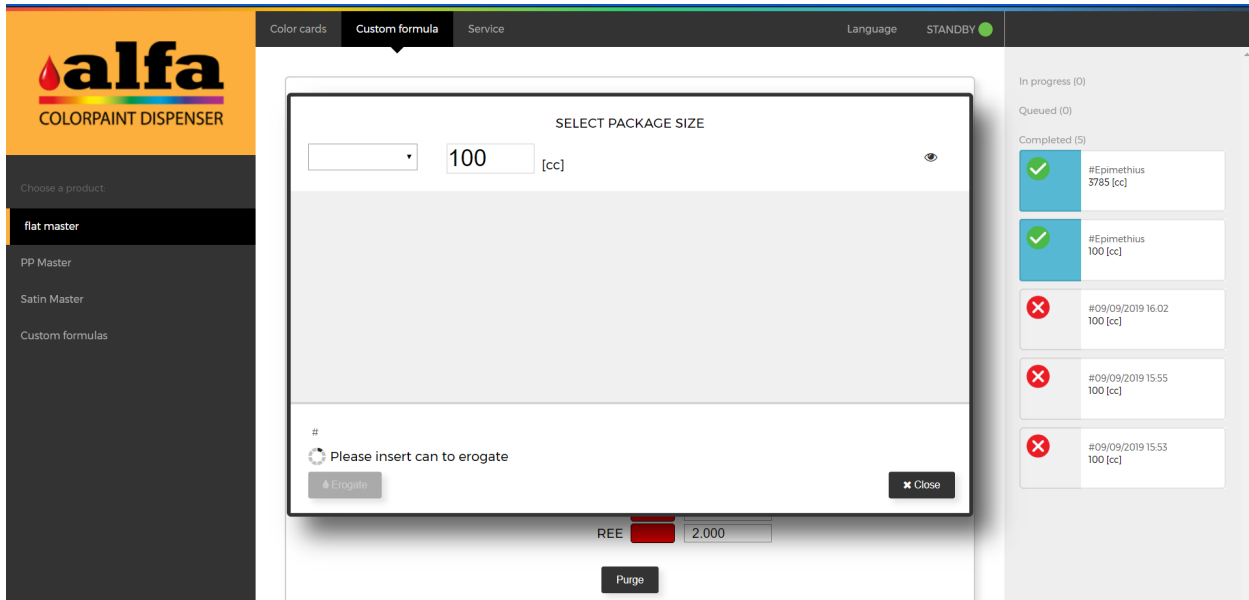 alfa
COLORPAINT DISPENSER
Choose a product:
flat master
PP Master
Satin Master
Custom formulas
Color cards
Custom formula
Service
Language
STANDBY
SELECT PACKAGE SIZE
100 [cc]
#
Please insert can to erogate
Erogate
Close
REE 2.000
Purge
In progress (0)
Queued (0)
Completed (5)
#Epimethius
3785 [cc]
#Epimethius
100 [cc]
#09/09/2019 16:02
100 [cc]
#09/09/2019 15:55
100 [cc]
#09/09/2019 15:53
100 [cc]